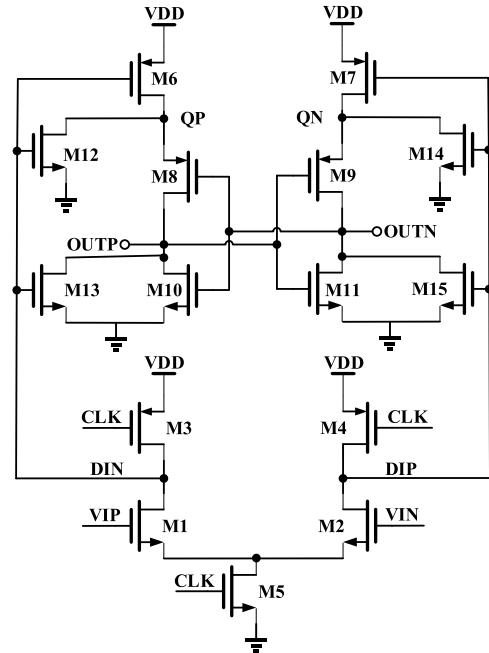 VDD VDD
M6 M7
QP QN
M12 M14
M8 M9
OUTP OUTN
M13 M10 M11 M15
VDD VDD
CLK CLK
M3 M4
DIN DIP
VIP VIN
M1 M2
CLK
M5